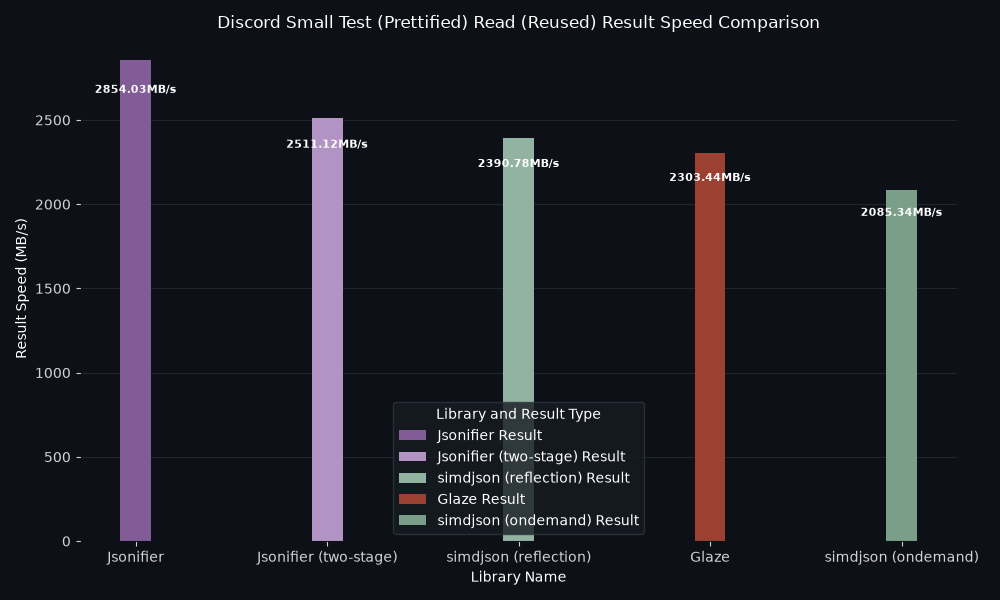 Discord Small Test (Prettified) Read (Reused) Result Speed Comparison
2854.03MB/s
2511.12MB/s
2390.78MB/s
2303.44MB/s
2085.34MB/s
Result Speed (MB/s)
2500
2000
1500
1000
500
0
Library and Result Type
Jsonifier Result
Jsonifier (two-stage) Result
simdjson (reflection) Result
Glaze Result
simdjson (ondemand) Result
Jsonifier
Jsonifier (two-stage)
simdjson (reflection)
Glaze
simdjson (ondemand)
Library Name